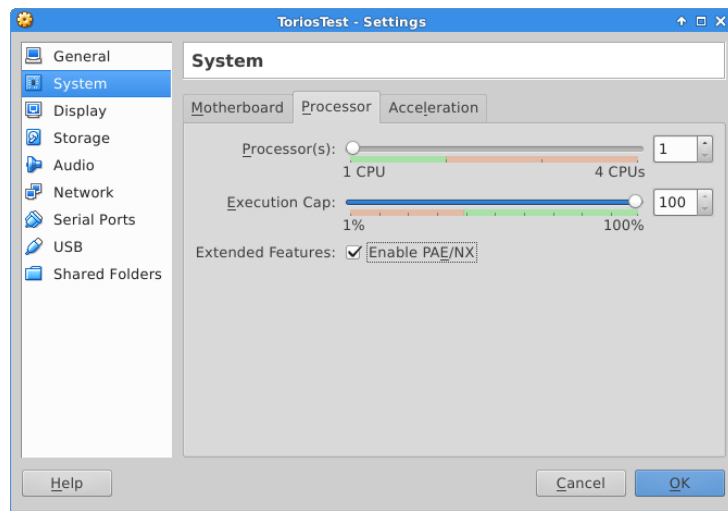 ToriosTest - Settings
General
System
Display
Storage
Audio
Network
Serial Ports
USB
Shared Folders
System
Motherboard Processor Acceleration
Processor(s): 1
1 CPU 4 CPUs
Execution Cap: 100
1% 100%
Extended Features: Enable PAE/NX
Help Cancel OK